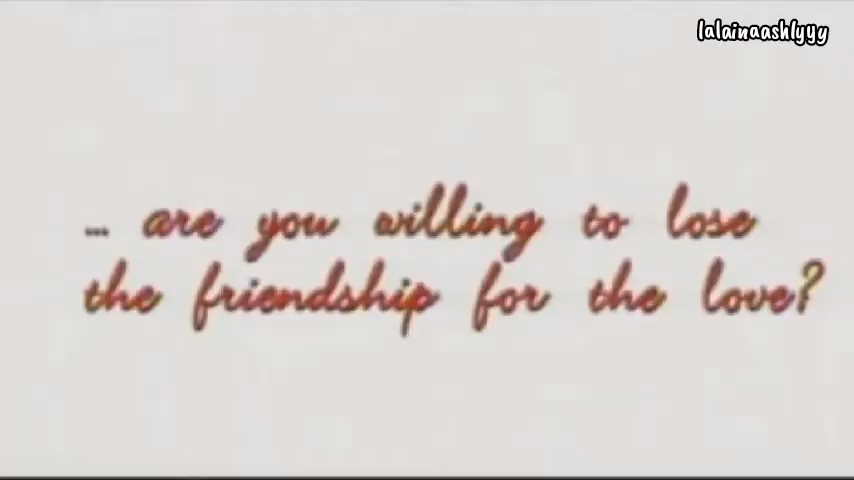 lalainaashlyyy
... are you willing to lose
the friendship for the love?